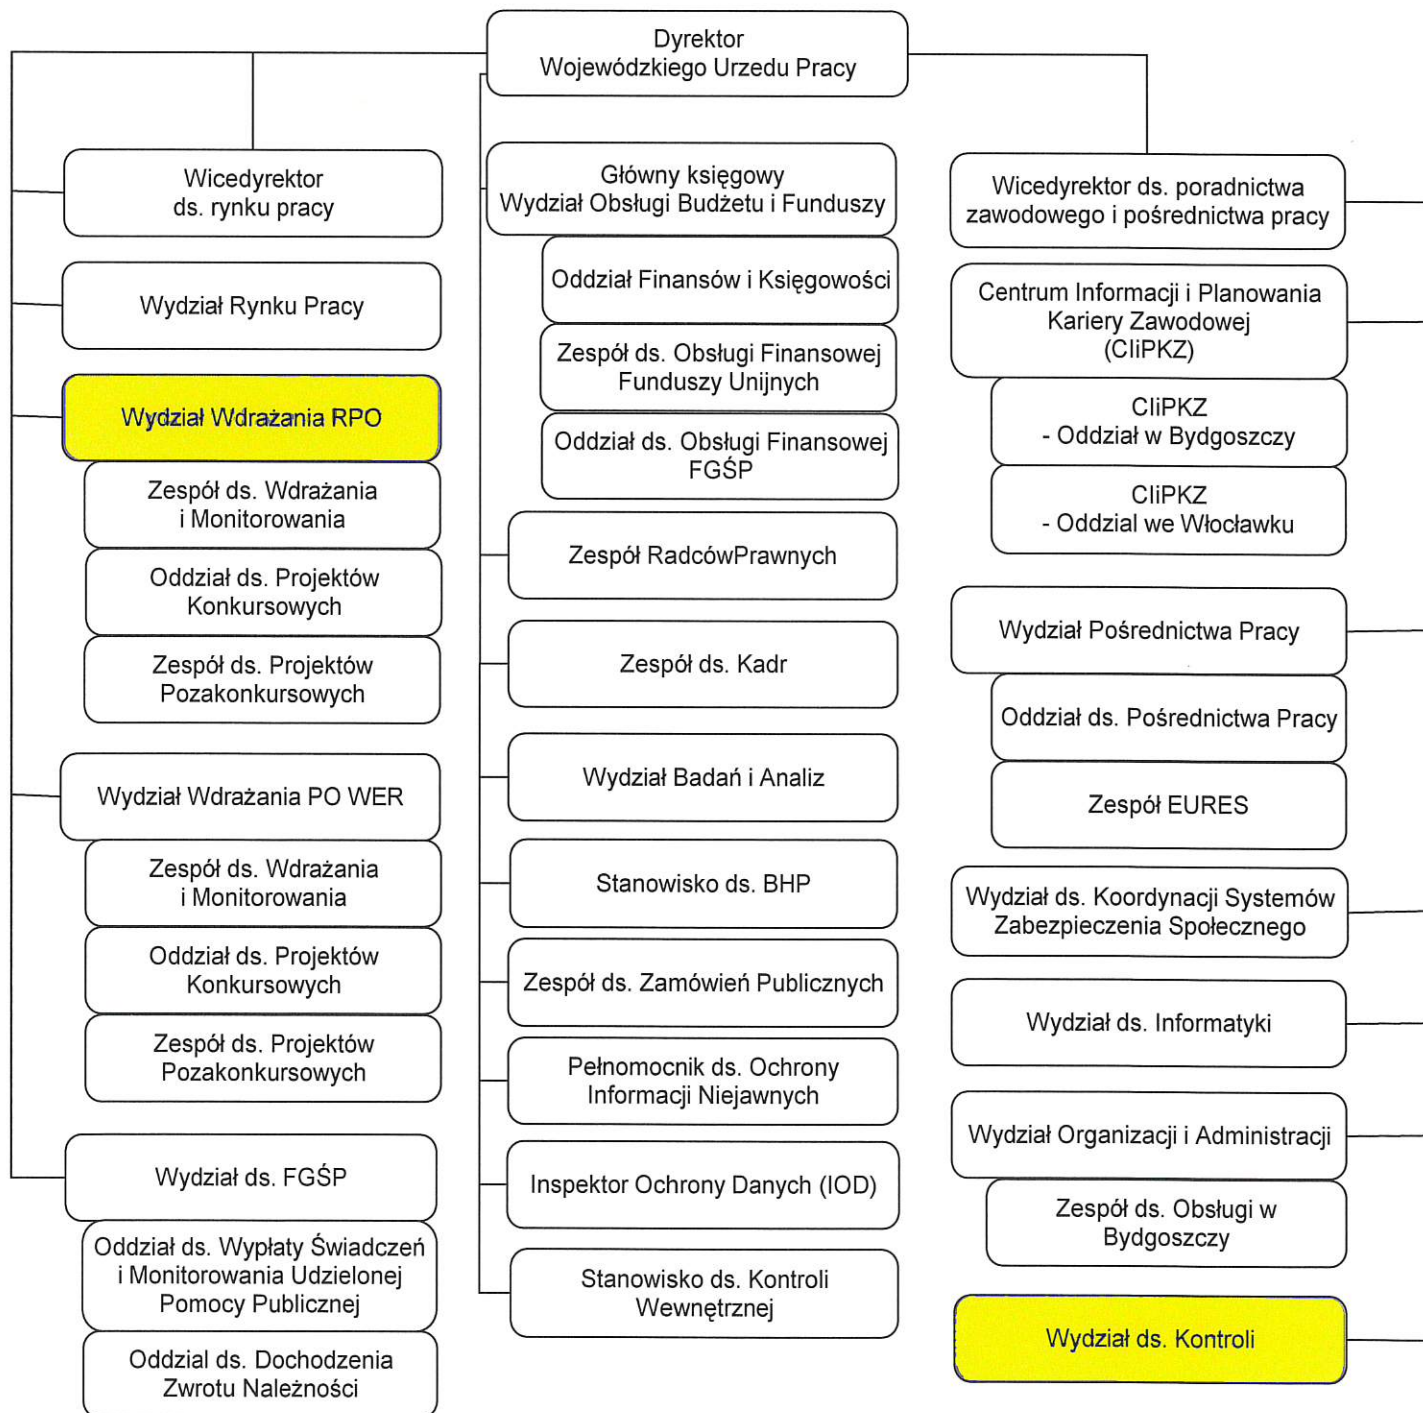 Dyrektor
Wojewódzkiego Urzedu Pracy
Wicedyrektor
ds. rynku pracy
Wydział Rynku Pracy
Wydział Wdrażania RPO
Zespół ds. Wdrażania
i Monitorowania
Oddział ds. Projektów
Konkursowych
Zespół ds. Projektów
Pozakonkursowych
Wydział Wdrażania PO WER
Zespół ds. Wdrażania
i Monitorowania
Oddział ds. Projektów
Konkursowych
Zespół ds. Projektów
Pozakonkursowych
Wydział ds. FGŚP
Oddział ds. Wypłaty Świadczeń
i Monitorowania Udzielonej
Pomocy Publicznej
Oddzial ds. Dochodzenia
Zwrotu Należności
Główny księgowy
Wydział Obsługi Budżetu i Funduszy
Oddział Finansów i Księgowości
Zespół ds. Obsługi Finansowej
Funduszy Unijnych
Oddział ds. Obsługi Finansowej
FGŚP
Zespół RadcówPrawnych
Zespół ds. Kadr
Wydział Badań i Analiz
Stanowisko ds. BHP
Zespół ds. Zamówień Publicznych
Pełnomocnik ds. Ochrony
Informacji Niejawnych
Inspektor Ochrony Danych (IOD)
Stanowisko ds. Kontroli
Wewnętrznej
Wicedyrektor ds. poradnictwa
zawodowego i pośrednictwa pracy
Centrum Informacji i Planowania
Kariery Zawodowej
(CIiPKZ)
CIiPKZ
- Oddział w Bydgoszczy
CIiPKZ
- Oddzial we Włocławku
Wydział Pośrednictwa Pracy
Oddział ds. Pośrednictwa Pracy
Zespół EURES
Wydział ds. Koordynacji Systemów
Zabezpieczenia Społecznego
Wydział ds. Informatyki
Wydział Organizacji i Administracji
Zespół ds. Obsługi w
Bydgoszczy
Wydział ds. Kontroli